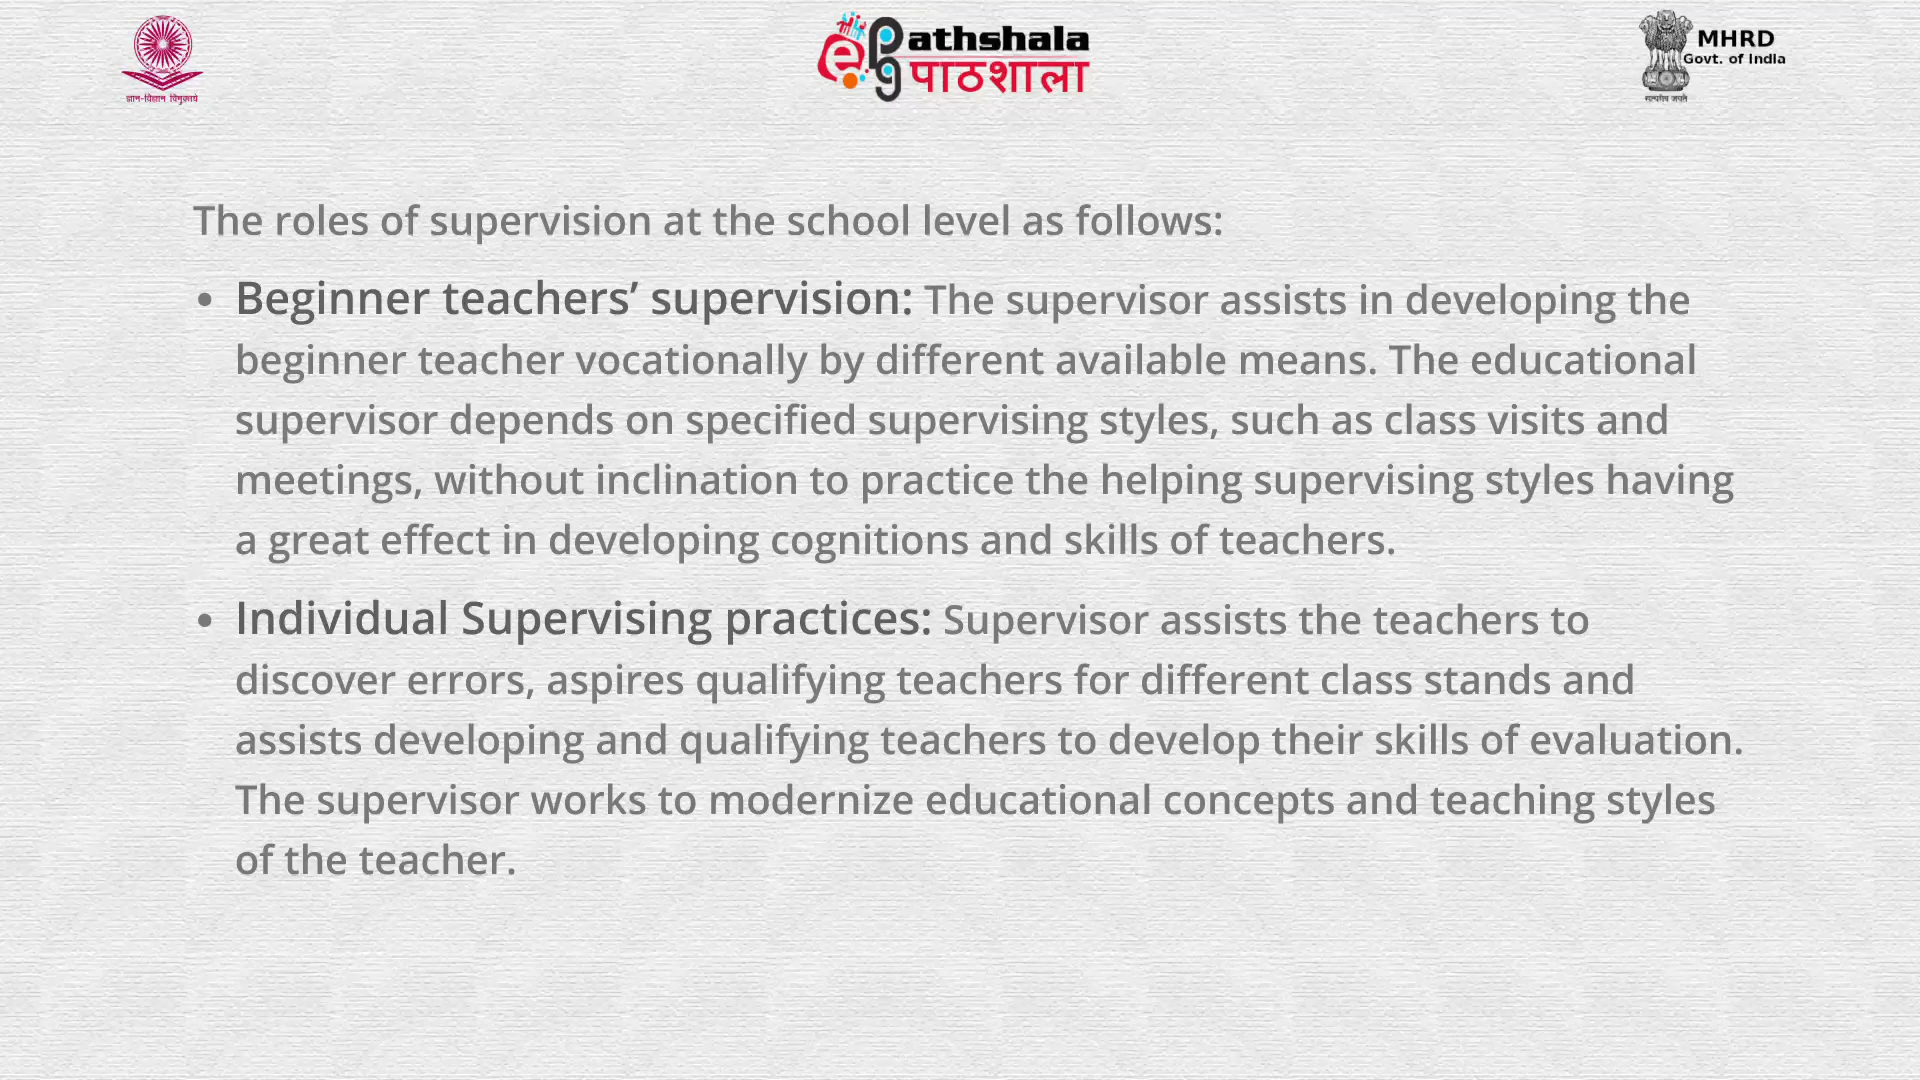 ज्ञान-विज्ञान विमुक्तये
e Pg athshala
पाठशाला
MHRD
Govt. of India
सत्यमेव जयते
The roles of supervision at the school level as follows:
• Beginner teachers’ supervision: The supervisor assists in developing the
beginner teacher vocationally by different available means. The educational
supervisor depends on specified supervising styles, such as class visits and
meetings, without inclination to practice the helping supervising styles having
a great effect in developing cognitions and skills of teachers.
• Individual Supervising practices: Supervisor assists the teachers to
discover errors, aspires qualifying teachers for different class stands and
assists developing and qualifying teachers to develop their skills of evaluation.
The supervisor works to modernize educational concepts and teaching styles
of the teacher.